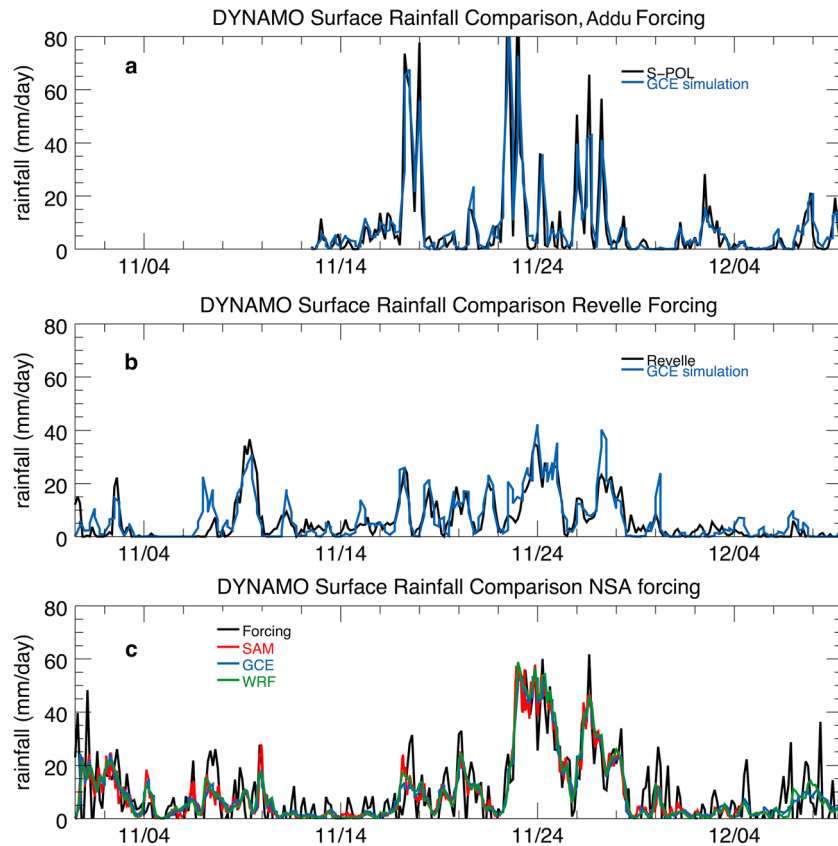 DYNAMO Surface Rainfall Comparison, Addu Forcing
80
a
S-POL
GCE simulation
60
rainfall (mm/day)
40
20
0
11/04 11/14 11/24 12/04
DYNAMO Surface Rainfall Comparison Revelle Forcing
80
b
Revelle
GCE simulation
60
rainfall (mm/day)
40
20
0
11/04 11/14 11/24 12/04
DYNAMO Surface Rainfall Comparison NSA forcing
80
Forcing
c
SAM
GCE
WRF
60
rainfall (mm/day)
40
20
0
11/04 11/14 11/24 12/04